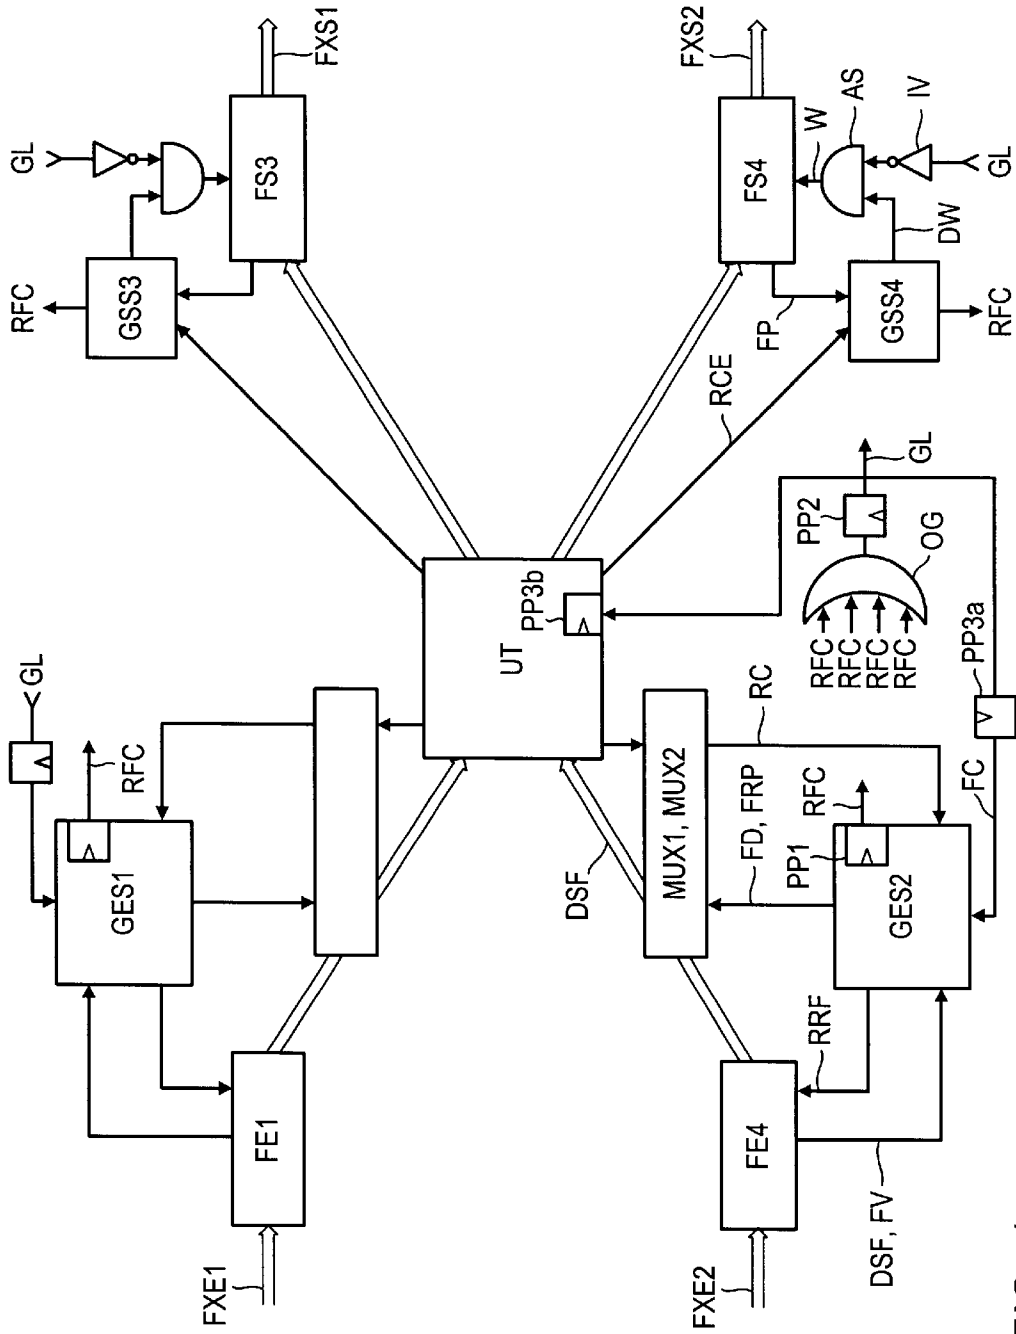 FXE1
FE1
GES1
GL
RFC
UT
PP3b
GSS3
RFC
GL
FS3
FXS1
FXE2
FE4
DSF, FV
RRF
DSF
MUX1, MUX2
FD, FRP
RC
GES2
PP1
RFC
FC
PP3a
RFC
RFC
RFC
RFC
OG
PP2
GL
RCE
FP
GSS4
RFC
DW
FS4
W
AS
IV
GL
FXS2